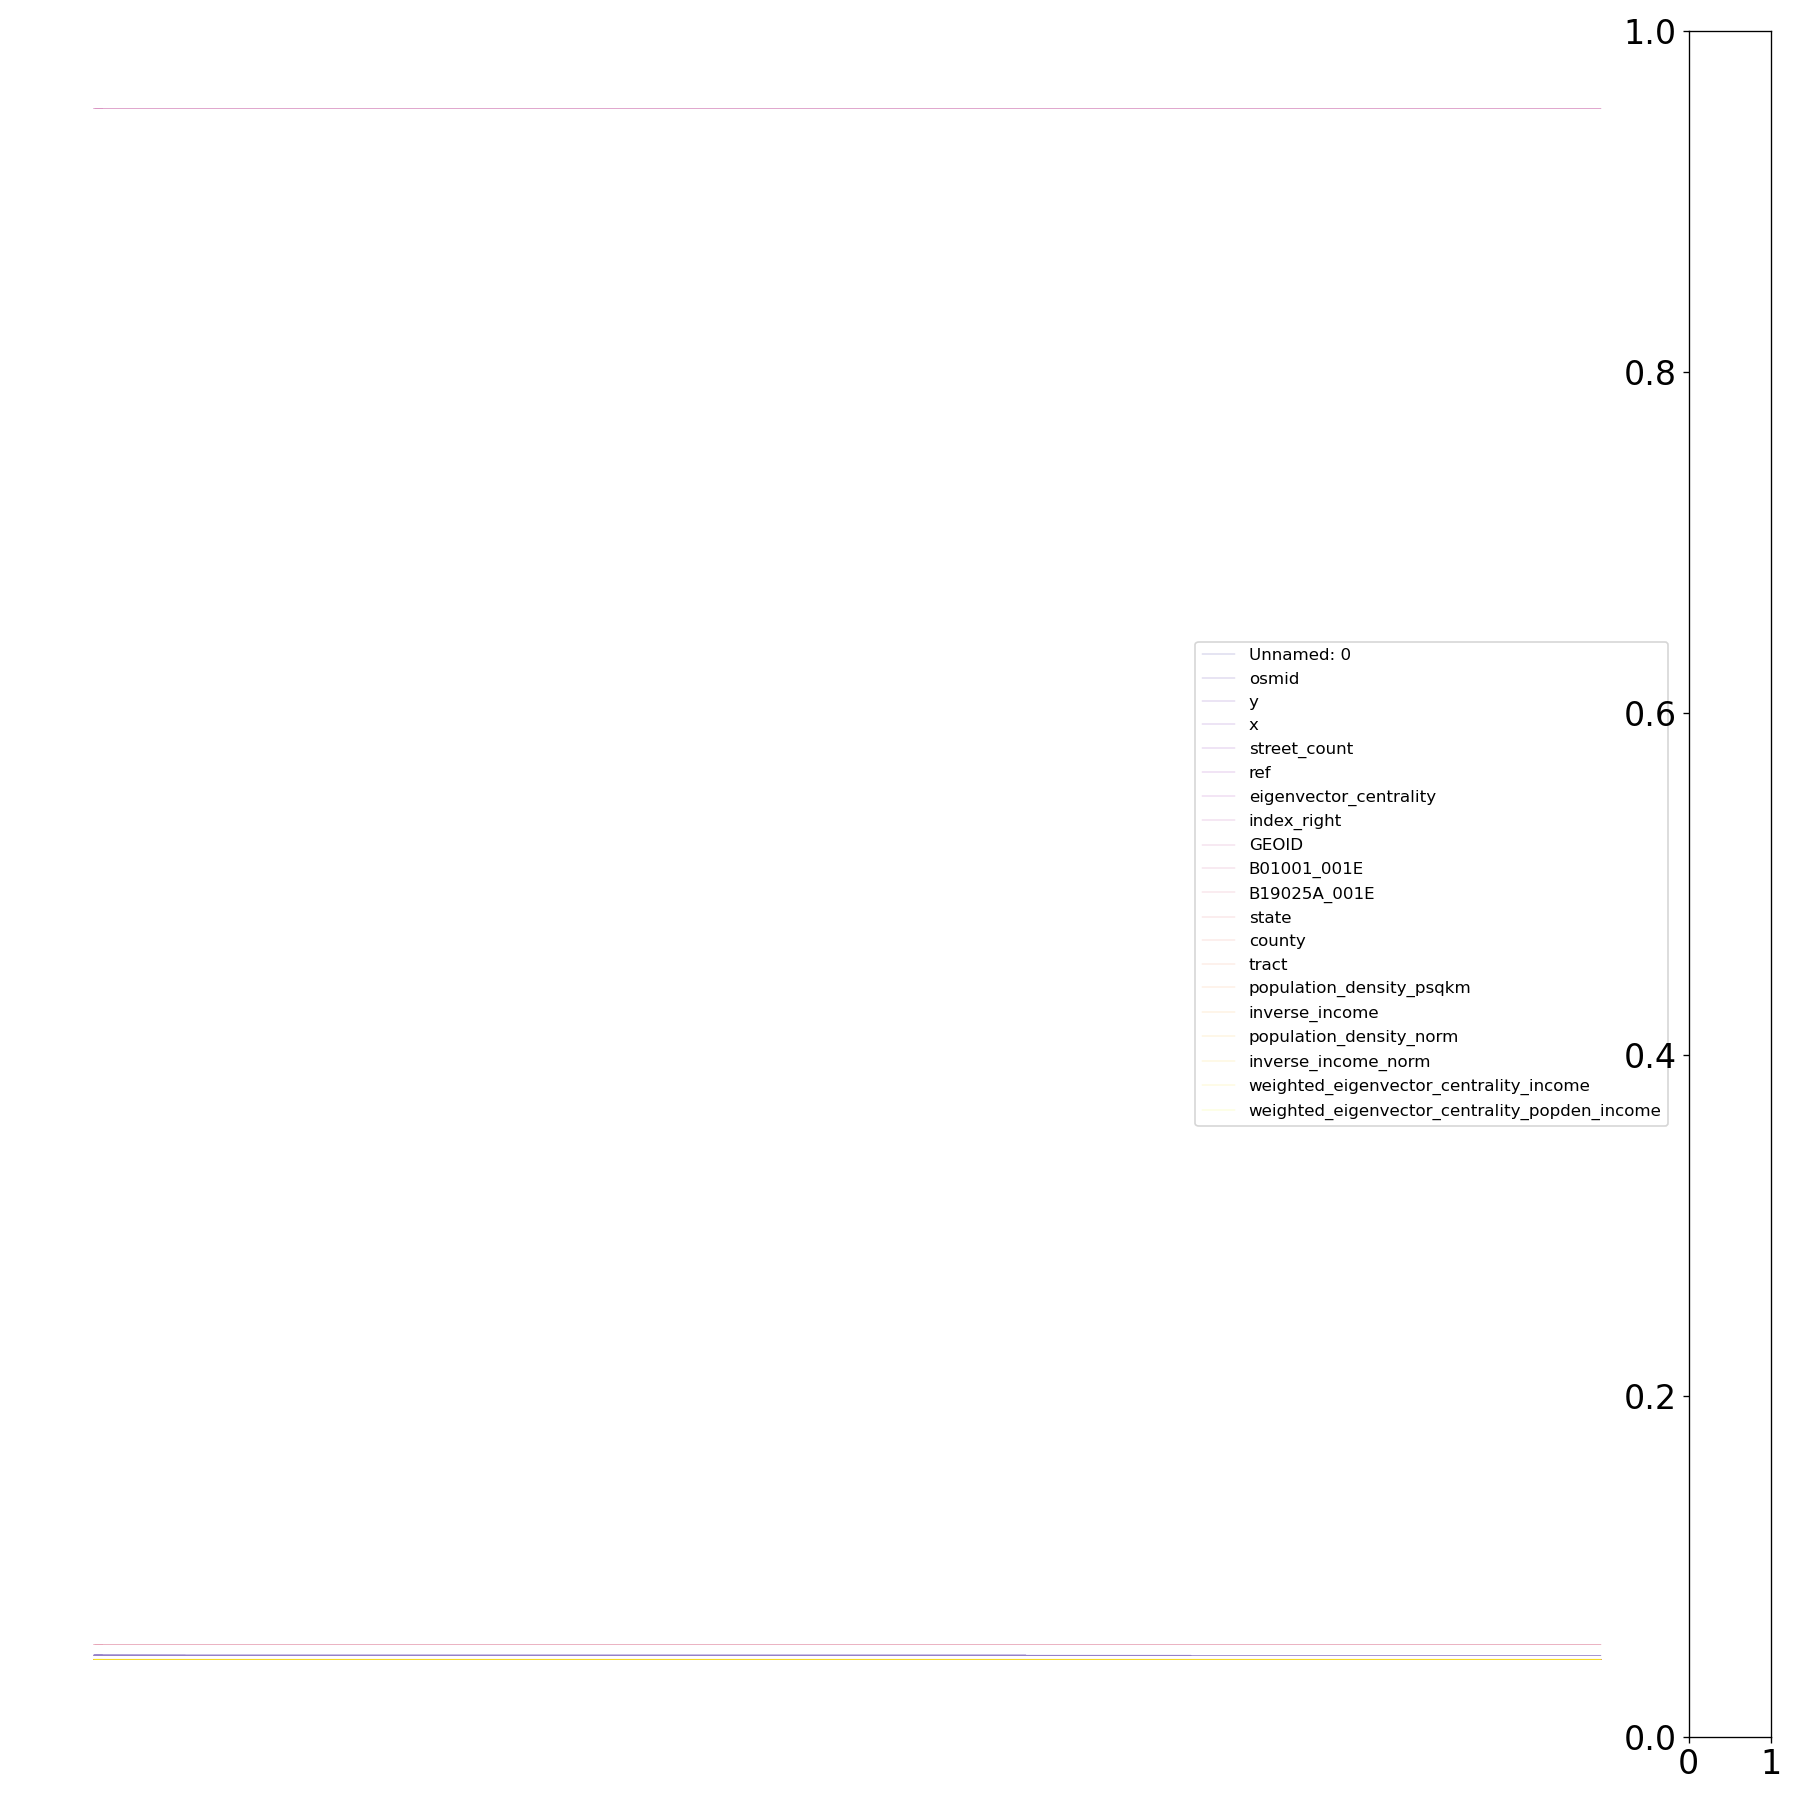 1.0
0.8
0.6
0.4
0.2
0.0
0 1
Unnamed: 0
osmid
y
x
street_count
ref
eigenvector_centrality
index_right
GEOID
B01001_001E
B19025A_001E
state
county
tract
population_density_psqkm
inverse_income
population_density_norm
inverse_income_norm
weighted_eigenvector_centrality_income
weighted_eigenvector_centrality_popden_income